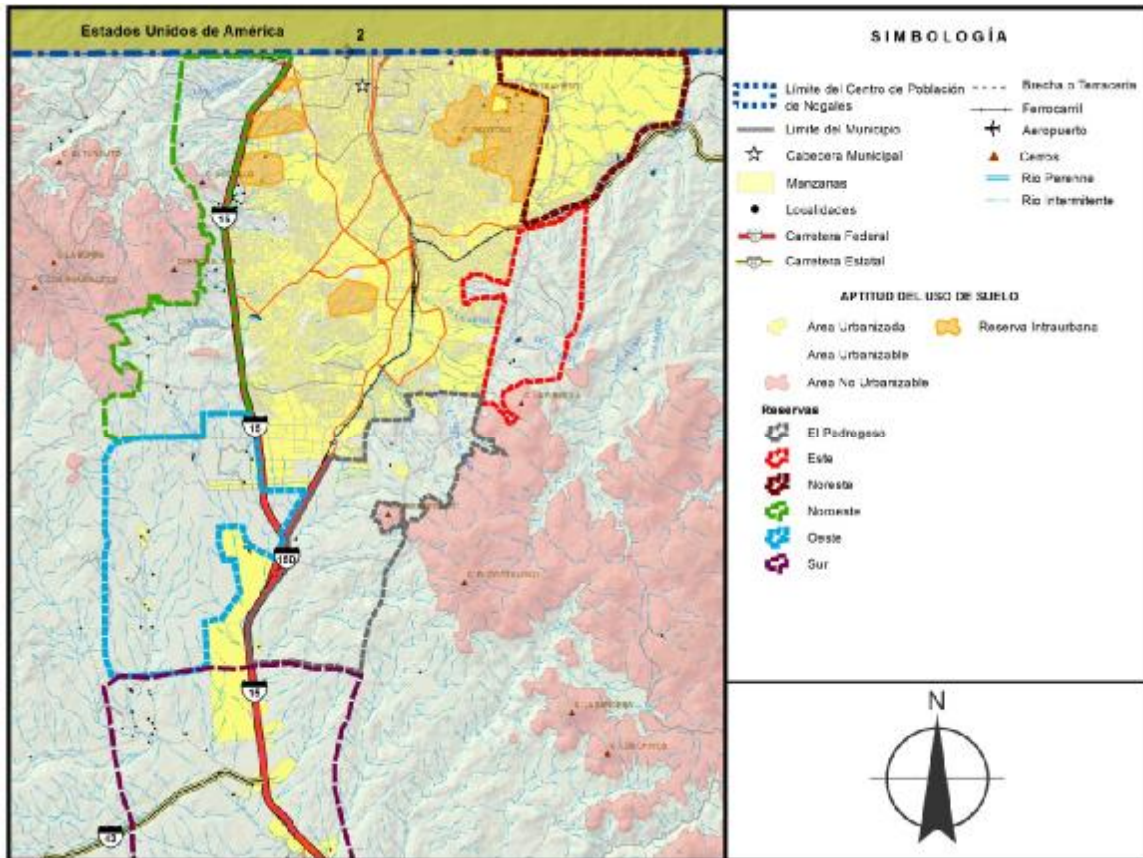 Estados Unidos de América
2
15
15
15D
15
43
SIMBOLOGÍA
Límite del Centro de Población
de Nogales
Límite del Municipio
Cabecera Municipal
Manzanas
Localidades
Carretera Federal
Carretera Estatal
Brecha o Terracería
Ferrocarril
Aeropuerto
Cerros
Río Perenne
Río Intermitente
APTITUD DEL USO DE SUELO
Area Urbanizada
Reserva Intraurbana
Area Urbanizable
Area No Urbanizable
Reservas
El Pedregoso
Este
Noreste
Noroeste
Oeste
Sur
N